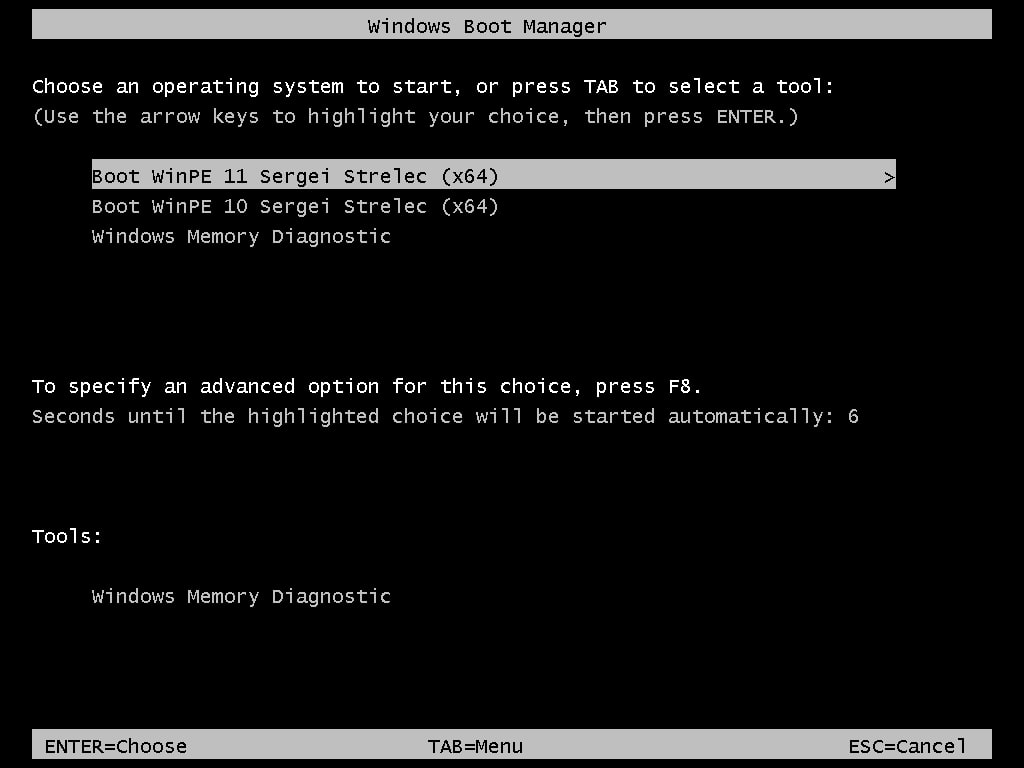 Windows Boot Manager
Choose an operating system to start, or press TAB to select a tool:
(Use the arrow keys to highlight your choice, then press ENTER.)
Boot WinPE 11 Sergei Strelec (x64) >
Boot WinPE 10 Sergei Strelec (x64)
Windows Memory Diagnostic
To specify an advanced option for this choice, press F8.
Seconds until the highlighted choice will be started automatically: 6
Tools:
Windows Memory Diagnostic
ENTER=Choose TAB=Menu ESC=Cancel